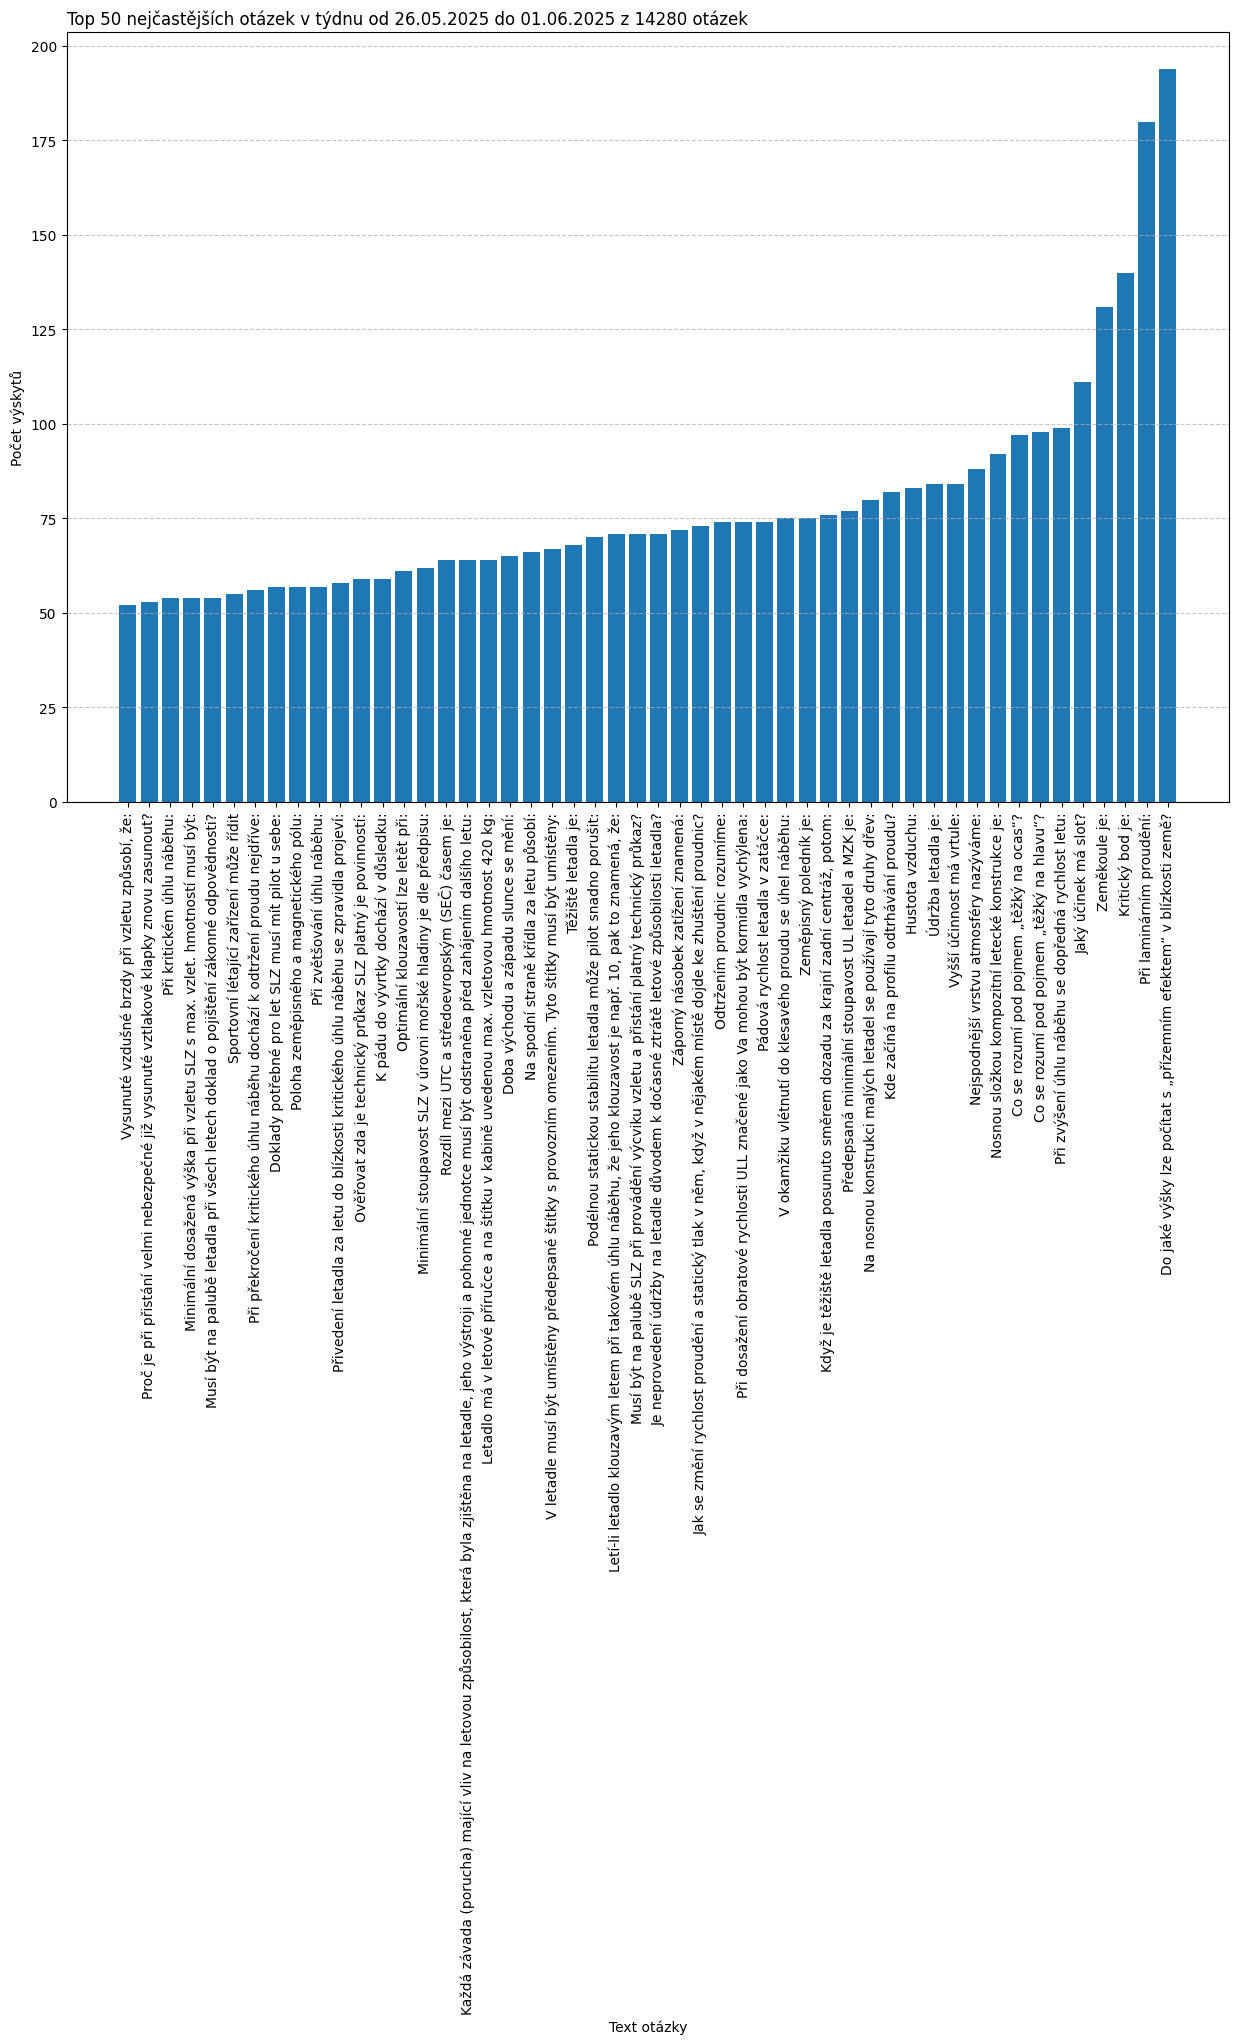 Top 50 nejčastějších otázek v týdnu od 26.05.2025 do 01.06.2025 z 14280 otázek
Počet výskytů
200
175
150
125
100
75
50
25
0
Vysunuté vzdušné brzdy při vzletu způsobí, že:
Proč je při přistání velmi nebezpečné již vysunuté vztlakové klapky znovu zasunout?
Při kritickém úhlu náběhu:
Minimální dosažená výška při vzletu SLZ s max. vzlet. hmotností musí být:
Musí být na palubě letadla při všech letech doklad o pojištění zákonné odpovědnosti?
Sportovní létající zařízení může řídit
Při překročení kritického úhlu náběhu dochází k odtržení proudu nejdříve:
Doklady potřebné pro let SLZ musí mít pilot u sebe:
Poloha zeměpisného a magnetického pólu:
Při zvětšování úhlu náběhu:
Přivedení letadla za letu do blízkosti kritického úhlu náběhu se zpravidla projeví:
Ověřovat zda je technický průkaz SLZ platný je povinností:
K pádu do vývrtky dochází v důsledku:
Optimální klouzavostí lze letět při:
Minimální stoupavost SLZ v úrovni mořské hladiny je dle předpisu:
Rozdíl mezi UTC a středoevropským (SEČ) časem je:
Každá závada (porucha) mající vliv na letovou způsobilost, která byla zjištěna na letadle, jeho výstroji a pohonné jednotce musí být odstraněna před zahájením dalšího letu:
Letadlo má v letové příručce a na štítku v kabině uvedenou max. vzletovou hmotnost 420 kg:
Doba východu a západu slunce se mění:
Na spodní straně křídla za letu působí:
V letadle musí být umístěny předepsané štítky s provozním omezením. Tyto štítky musí být umístěny:
Těžiště letadla je:
Podélnou statickou stabilitu letadla může pilot snadno porušit:
Letí-li letadlo klouzavým letem při takovém úhlu náběhu, že jeho klouzavost je např. 10, pak to znamená, že:
Musí být na palubě SLZ při provádění výcviku vzletu a přistání platný technický průkaz?
Je neprovedení údržby na letadle důvodem k dočasné ztrátě letové způsobilosti letadla?
Záporný násobek zatížení znamená:
Jak se změní rychlost proudění a statický tlak v něm, když v nějakém místě dojde ke zhuštění proudnic?
Odtržením proudnic rozumíme:
Při dosažení obratové rychlosti ULL značené jako Va mohou být kormidla vychýlena:
Pádová rychlost letadla v zatáčce:
V okamžiku vlétnutí do klesavého proudu se úhel náběhu:
Zeměpisný poledník je:
Když je těžiště letadla posunuto směrem dozadu za krajní zadní centráž, potom:
Předepsaná minimální stoupavost UL letadel a MZK je:
Na nosnou konstrukci malých letadel se používají tyto druhy dřev:
Kde začíná na profilu odtrhávání proudu?
Hustota vzduchu:
Údržba letadla je:
Vyšší účinnost má vrtule:
Nejspodnější vrstvu atmosféry nazýváme:
Nosnou složkou kompozitní letecké konstrukce je:
Co se rozumí pod pojmem „těžký na ocas“?
Co se rozumí pod pojmem „těžký na hlavu“?
Při zvýšení úhlu náběhu se dopředná rychlost letu:
Jaký účinek má slot?
Zeměkoule je:
Kritický bod je:
Při laminárním proudění:
Do jaké výšky lze počítat s „přízemním efektem“ v blízkosti země?
Text otázky